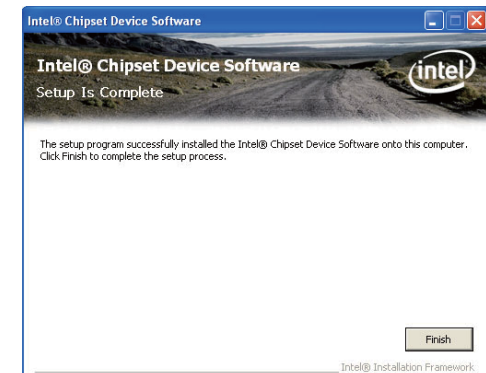 Intel® Chipset Device Software
Intel® Chipset Device Software
Setup Is Complete
intel
The setup program successfully installed the Intel® Chipset Device Software onto this computer.
Click Finish to complete the setup process.
Finish
Intel® Installation Framework